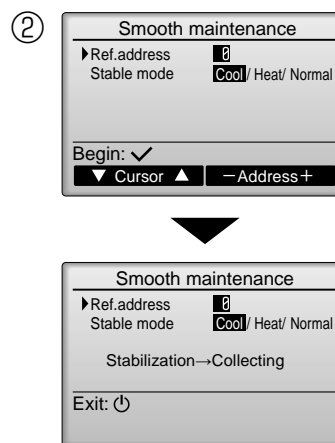 ②
Smooth maintenance
▶Ref.address 0
Stable mode Cool/ Heat/ Normal
Begin: ✓
▼ Cursor ▲ −Address+
Smooth maintenance
▶Ref.address 0
Stable mode Cool/ Heat/ Normal
Stabilization→Collecting
Exit: ⏻